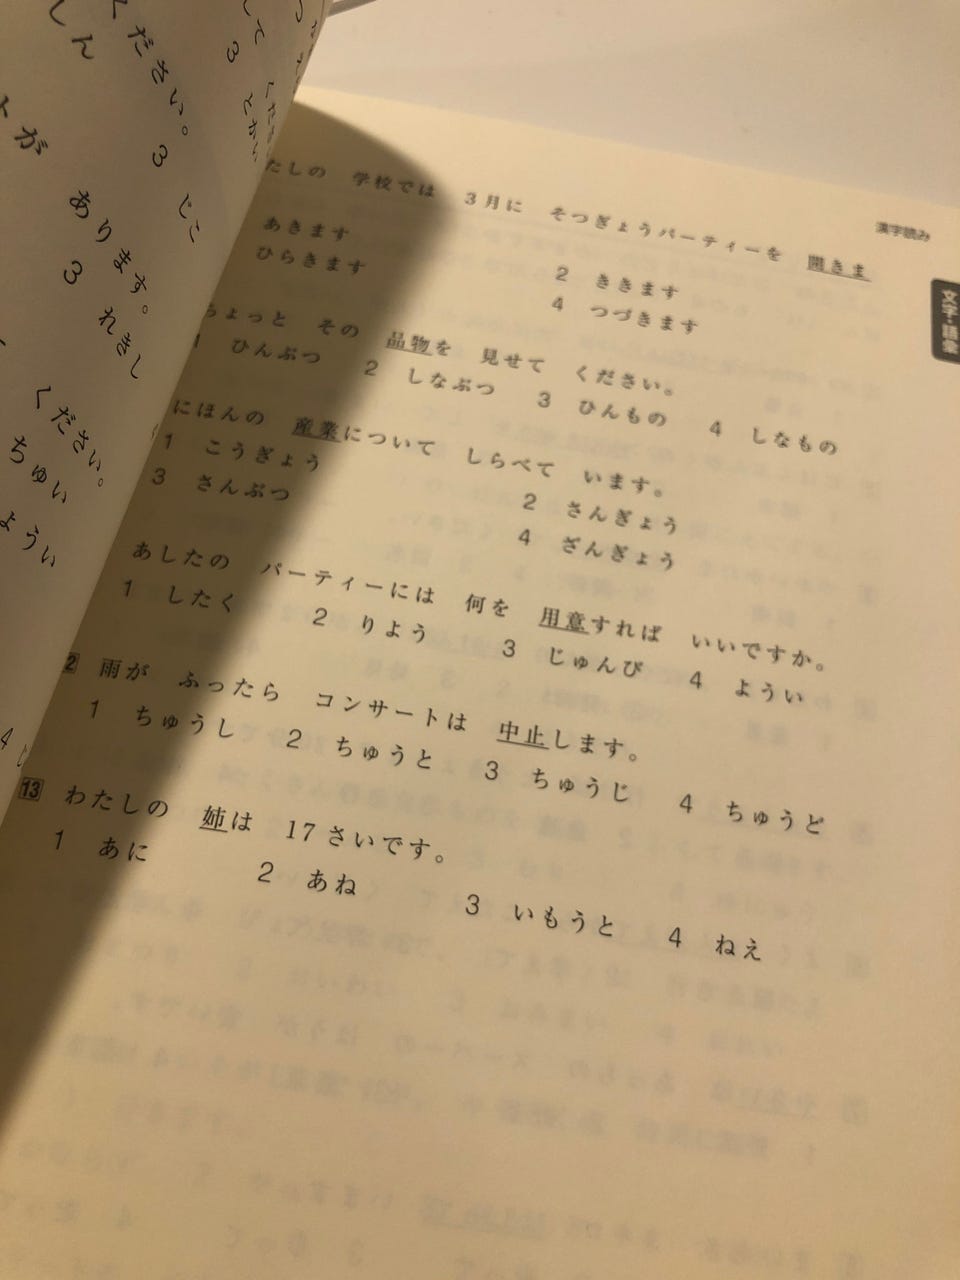 漢字読み
文字・語彙
たしの 学校では 3月に そつぎょうパーティーを 開きま
あきます 2 ききます
ひらきます 4 つづきます
ちょっと その 品物を 見せて ください。
1 ひんぶつ 2 しなぶつ 3 ひんもの 4 しなもの
にほんの 産業について しらべて います。
1 こうぎょう 2 さんぎょう
3 さんぶつ 4 ざんぎょう
あしたの パーティーには 何を 用意すれば いいですか。
1 したく 2 りよう 3 じゅんび 4 ようい
2 雨が ふったら コンサートは 中止します。
1 ちゅうし 2 ちゅうと 3 ちゅうじ 4 ちゅうど
13 わたしの 姉は 17さいです。
1 あに 2 あね 3 いもうと 4 ねえ
ください。
3 じこ
あります。
3 れきし
ください。
ちゅい
ようい